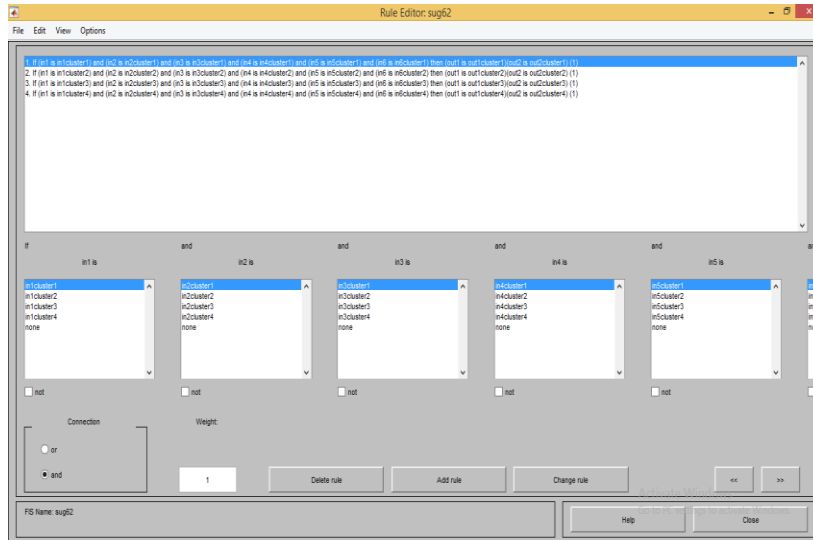 Rule Editor: sug62
File Edit View Options
1. If (in1 is in1cluster1) and (in2 is in2cluster1) and (in3 is in3cluster1) and (in4 is in4cluster1) and (in5 is in5cluster1) and (in6 is in6cluster1) then (out1 is out1cluster1)(out2 is out2cluster1) (1)
2. If (in1 is in1cluster2) and (in2 is in2cluster2) and (in3 is in3cluster2) and (in4 is in4cluster2) and (in5 is in5cluster2) and (in6 is in6cluster2) then (out1 is out1cluster2)(out2 is out2cluster2) (1)
3. If (in1 is in1cluster3) and (in2 is in2cluster3) and (in3 is in3cluster3) and (in4 is in4cluster3) and (in5 is in5cluster3) and (in6 is in6cluster3) then (out1 is out1cluster3)(out2 is out2cluster3) (1)
4. If (in1 is in1cluster4) and (in2 is in2cluster4) and (in3 is in3cluster4) and (in4 is in4cluster4) and (in5 is in5cluster4) and (in6 is in6cluster4) then (out1 is out1cluster4)(out2 is out2cluster4) (1)
If and and and and
in1 is in2 is in3 is in4 is in5 is
in1cluster1 in2cluster1 in3cluster1 in4cluster1 in5cluster1
in1cluster2 in2cluster2 in3cluster2 in4cluster2 in5cluster2
in1cluster3 in2cluster3 in3cluster3 in4cluster3 in5cluster3
in1cluster4 in2cluster4 in3cluster4 in4cluster4 in5cluster4
none none none none none
not not not not not
Connection Weight:
or
and 1 Delete rule Add rule Change rule << >>
Activate Windows
Go to PC settings to activate Windows.
FIS Name: sug62 Help Close